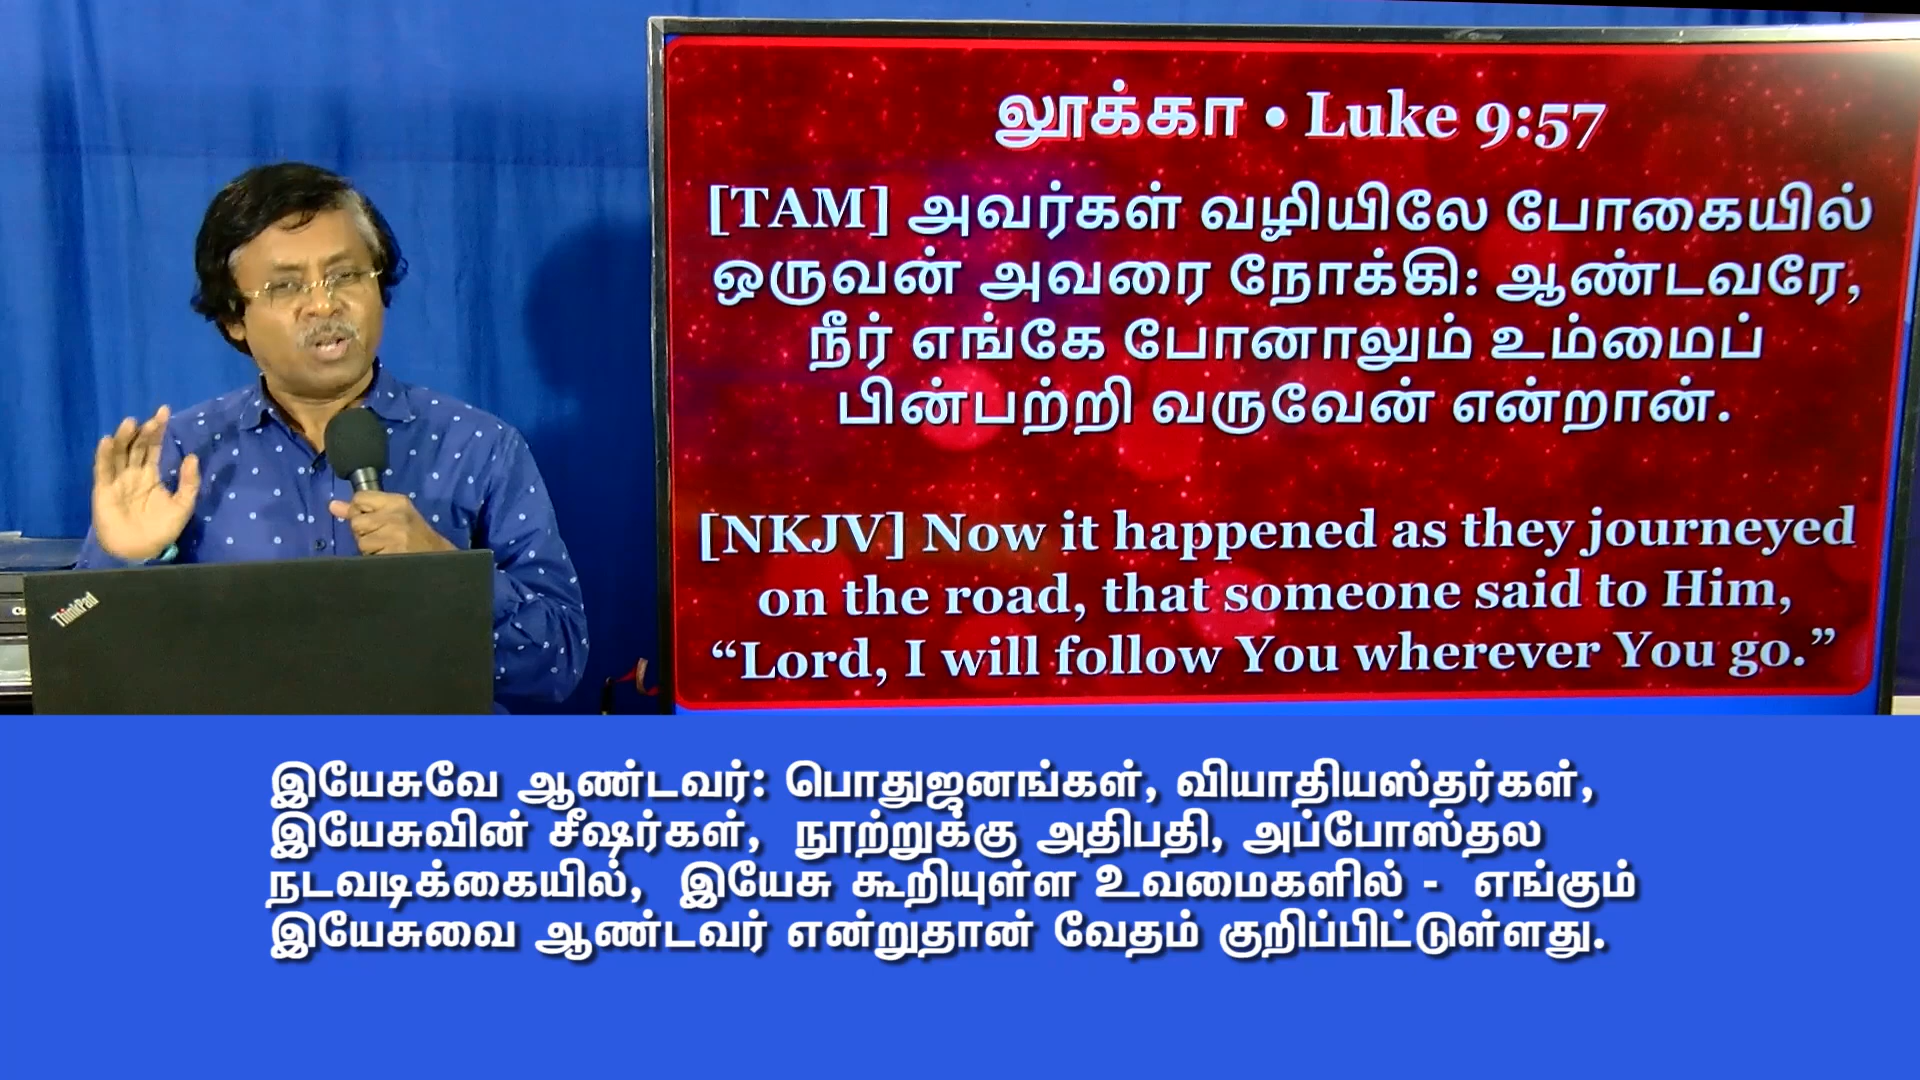 லூக்கா • Luke 9:57
[TAM] அவர்கள் வழியிலே போகையில்
ஒருவன் அவரை நோக்கி: ஆண்டவரே,
நீர் எங்கே போனாலும் உம்மைப்
பின்பற்றி வருவேன் என்றான்.
[NKJV] Now it happened as they journeyed
on the road, that someone said to Him,
“Lord, I will follow You wherever You go.”
ThinkPad
இயேசுவே ஆண்டவர்: பொதுஜனங்கள், வியாதியஸ்தர்கள்,
இயேசுவின் சீஷர்கள், நூற்றுக்கு அதிபதி, அப்போஸ்தல
நடவடிக்கையில், இயேசு கூறியுள்ள உவமைகளில் - எங்கும்
இயேசுவை ஆண்டவர் என்றுதான் வேதம் குறிப்பிட்டுள்ளது.